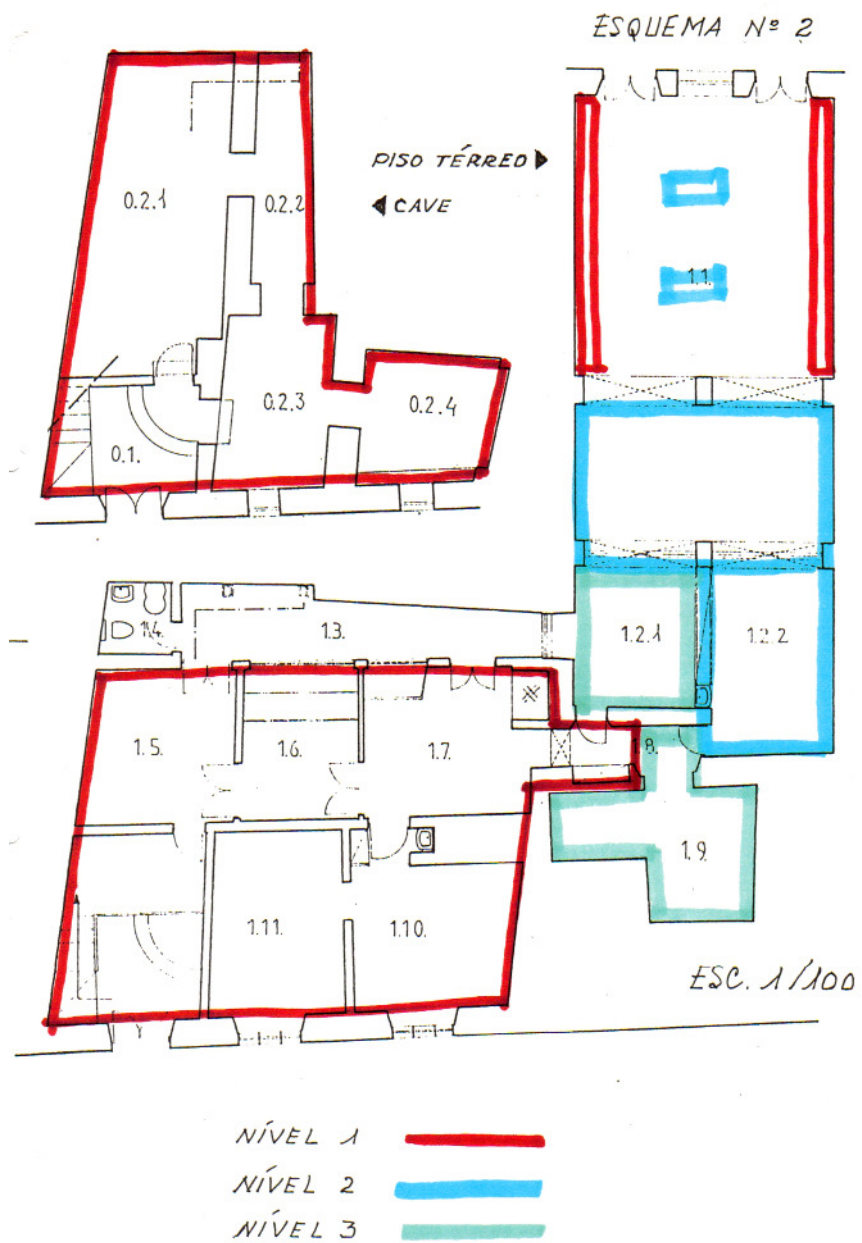 ESQUEMA Nº 2
PISO TÉRREO ▶
◀ CAVE
0.2.1
0.2.2
1.1.
0.2.3
0.2.4
0.1.
1.4.
1.3.
1.2.1
1.2.2
1.5.
1.6.
1.7.
1.8.
1.9.
1.11.
1.10.
ESC. 1/100
NÍVEL 1
NÍVEL 2
NÍVEL 3